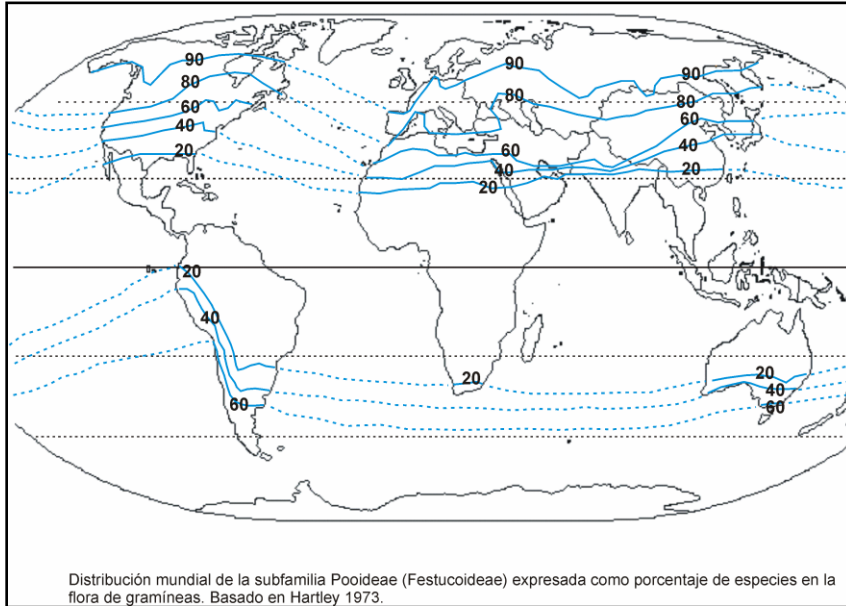 90 90 90
80 80 80
60 60 60
40 40 40
20 20 20
0
20
40
60
20
20
40
60
Distribución mundial de la subfamilia Pooideae (Festucoideae) expresada como porcentaje de especies en la
flora de gramíneas. Basado en Hartley 1973.